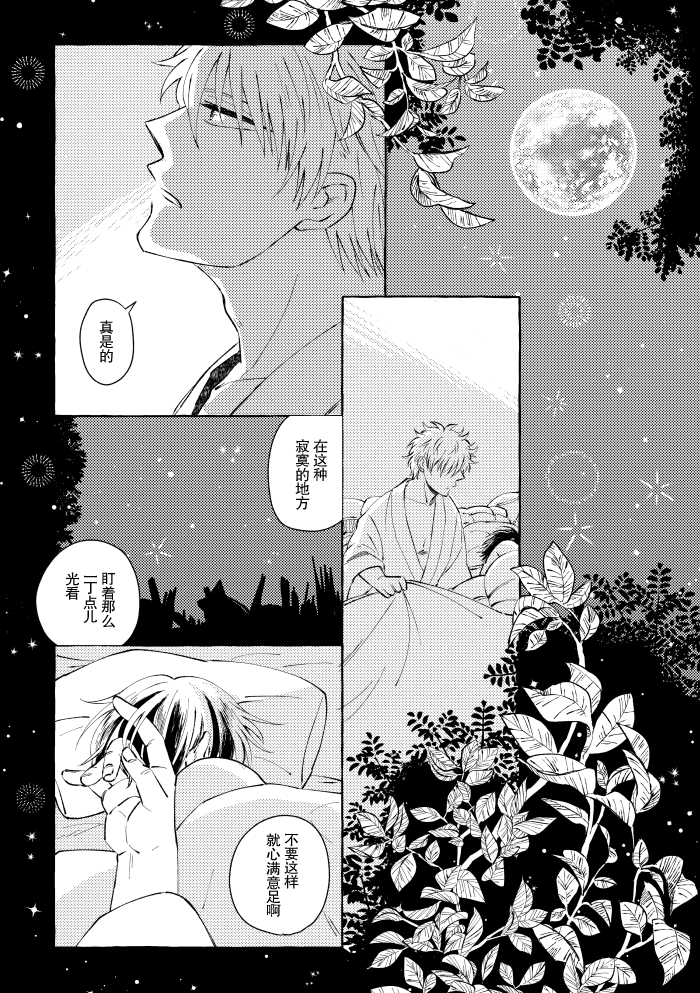 真是的
在这种
寂寞的地方
盯着那么
一丁点儿
光看
不要这样
就心满意足啊